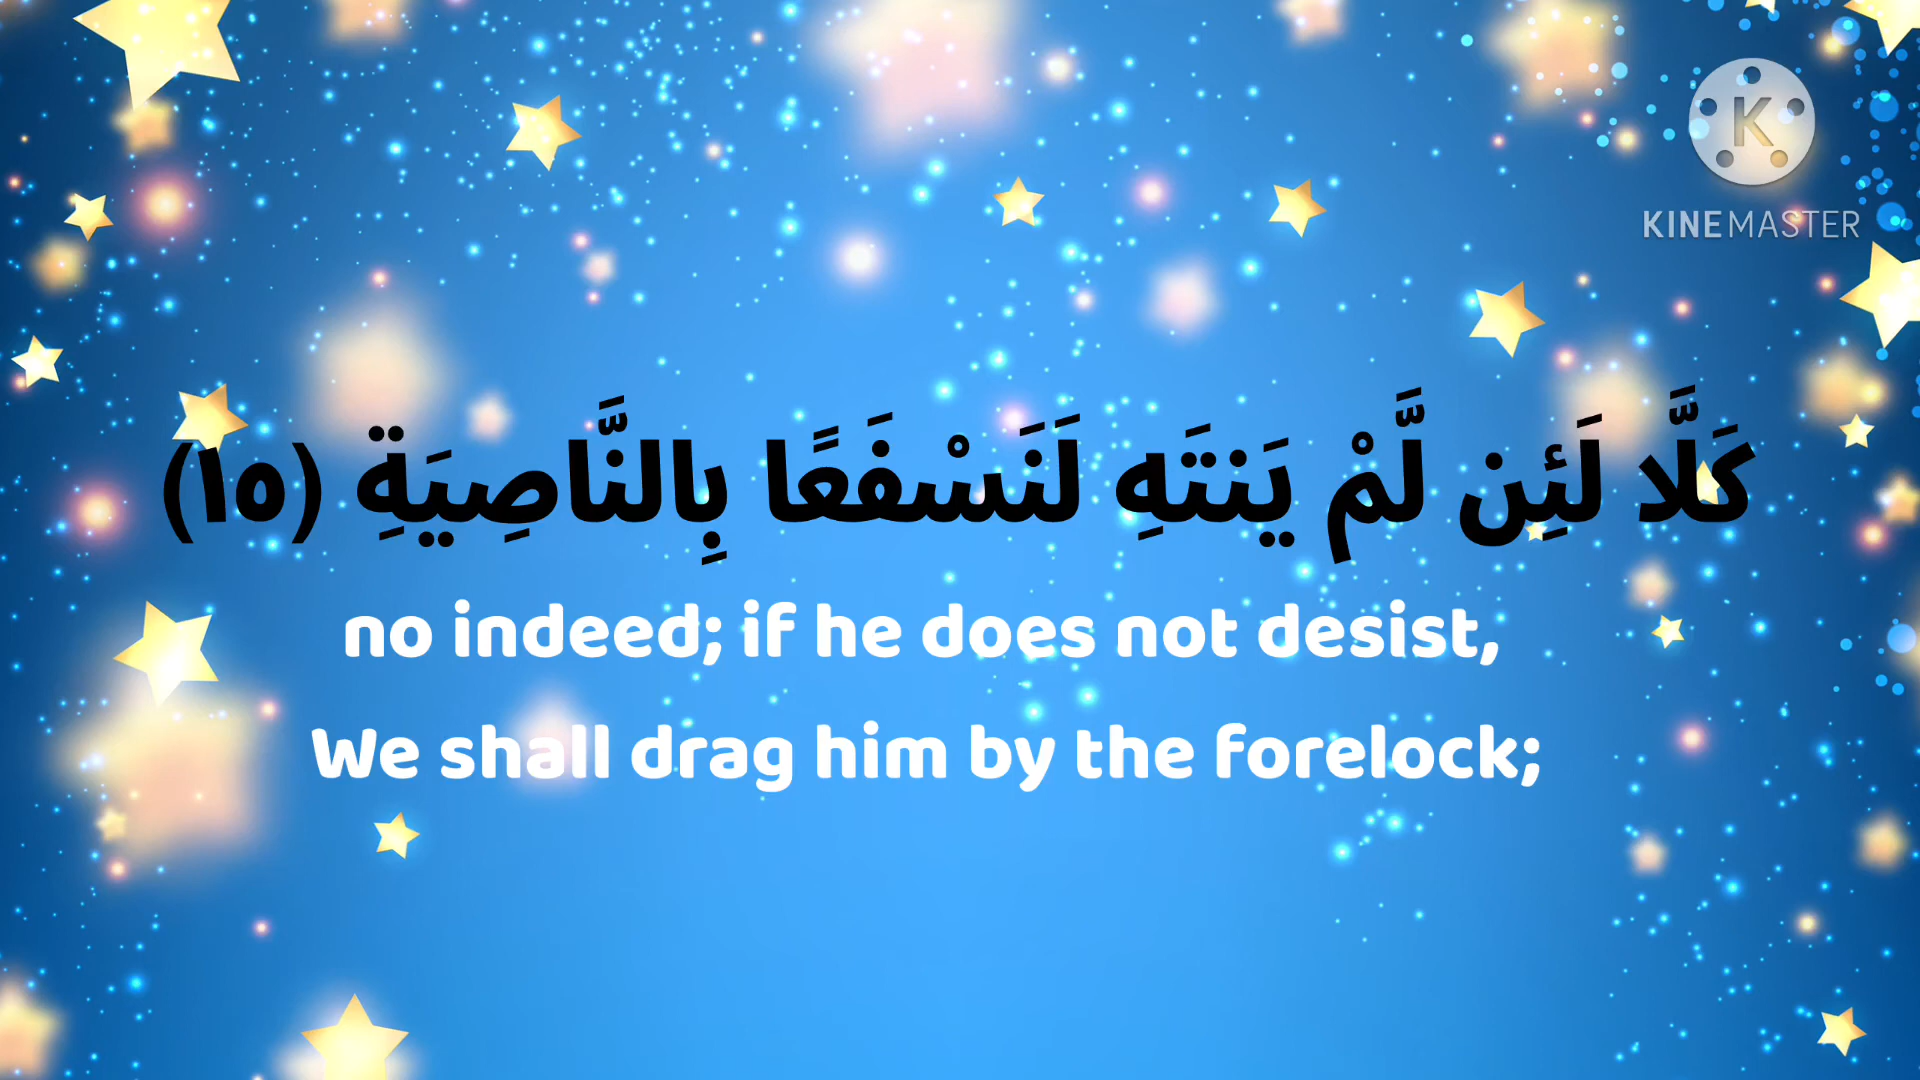 K
KINEMASTER
كَلَّا لَئِن لَّمْ يَنتَهِ لَنَسْفَعًا بِالنَّاصِيَةِ (١٥)
no indeed; if he does not desist,
We shall drag him by the forelock;